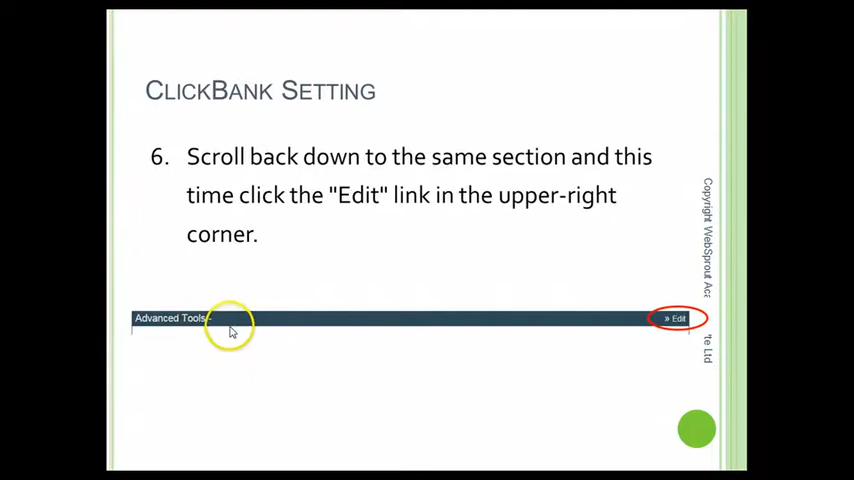 CLICKBANK SETTING
6. Scroll back down to the same section and this
time click the "Edit" link in the upper-right
corner.
Advanced Tools -
» Edit
Copyright WebSprout Aca
te Ltd